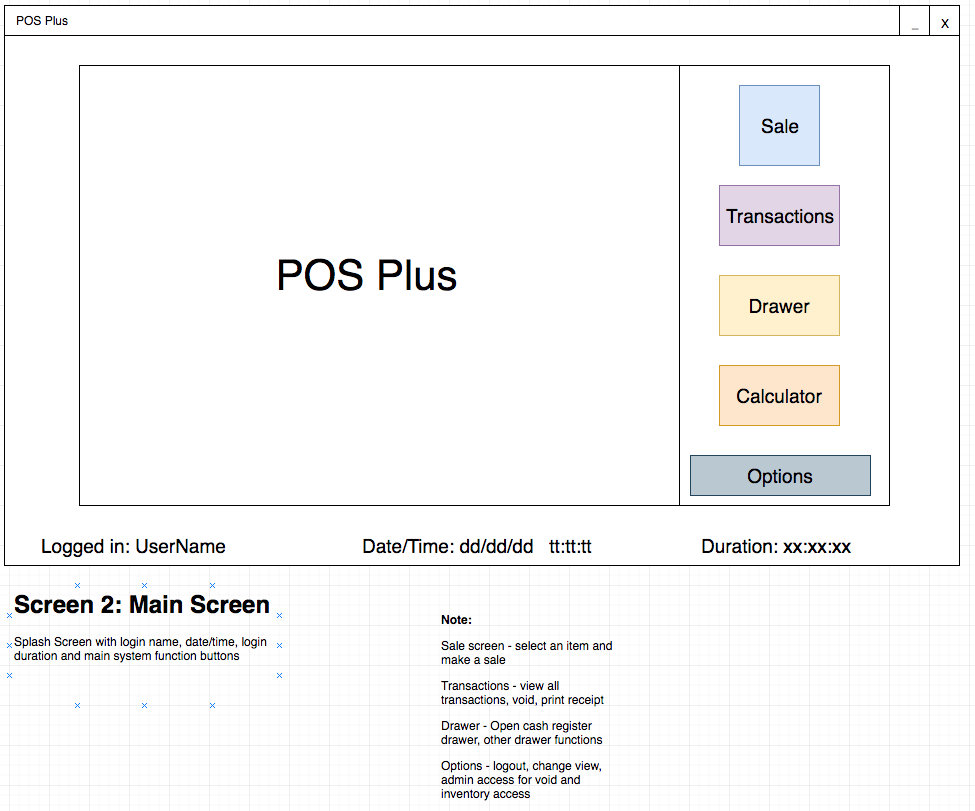 POS Plus
_
X
POS Plus
Sale
Transactions
Drawer
Calculator
Options
Logged in: UserName
Date/Time: dd/dd/dd tt:tt:tt
Duration: xx:xx:xx
Screen 2: Main Screen
Splash Screen with login name, date/time, login
duration and main system function buttons
Note:
Sale screen - select an item and
make a sale
Transactions - view all
transactions, void, print receipt
Drawer - Open cash register
drawer, other drawer functions
Options - logout, change view,
admin access for void and
inventory access